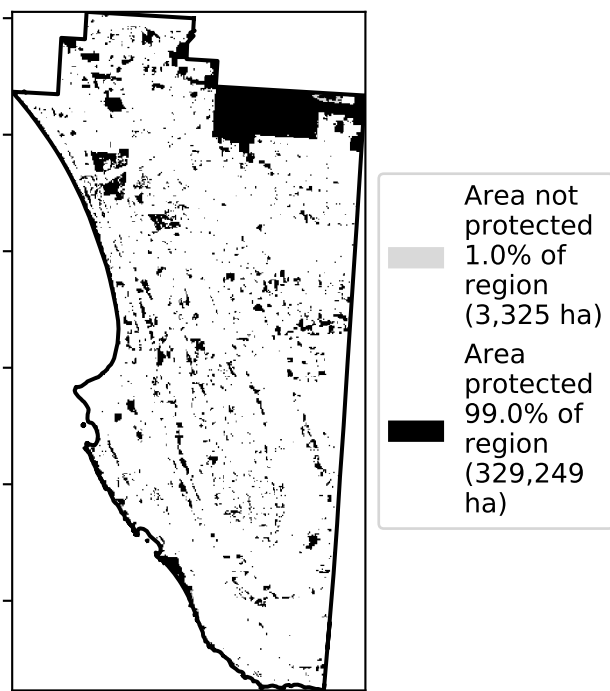 Area not
protected
1.0% of
region
(3,325 ha)
Area
protected
99.0% of
region
(329,249
ha)